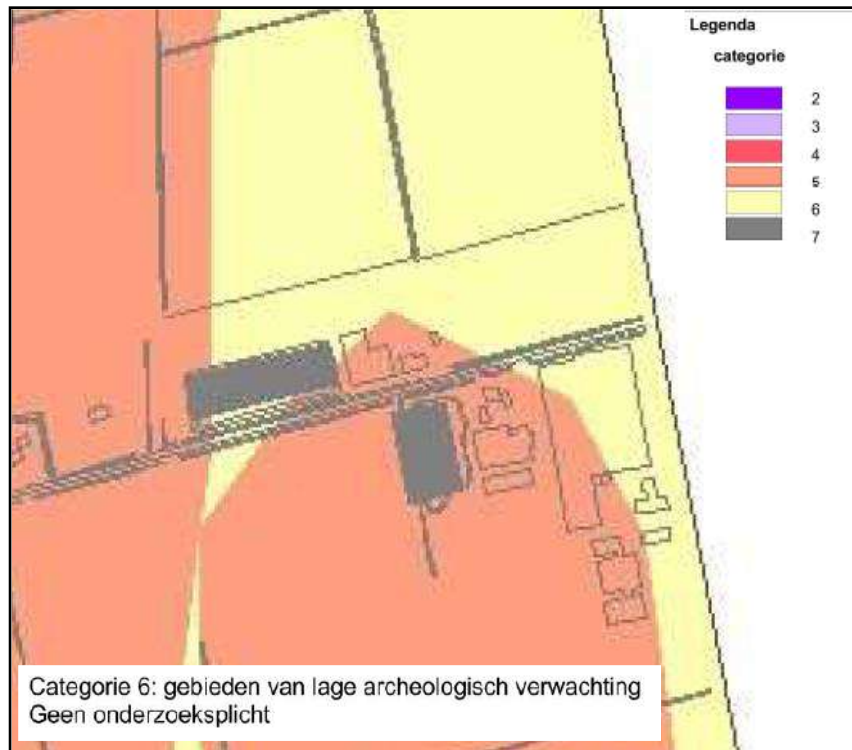 Legenda
categorie
2
3
4
5
6
7
Categorie 6: gebieden van lage archeologisch verwachting
Geen onderzoeksplicht